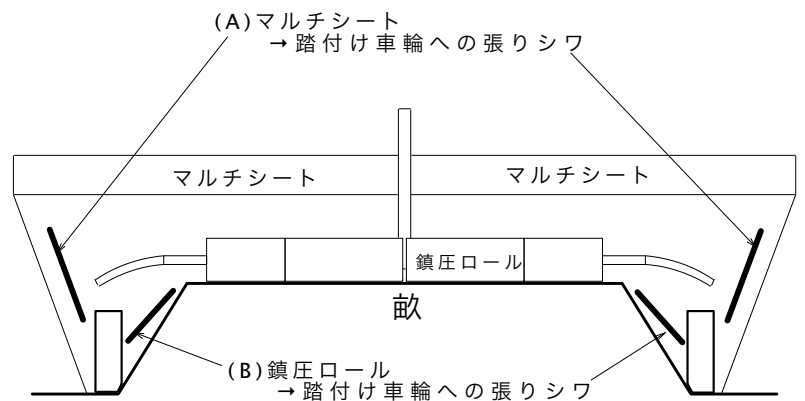 (A)マルチシート
→踏付け車輪への張りシワ
マルチシート
マルチシート
鎮圧ロール
畝
(B)鎮圧ロール
→踏付け車輪への張りシワ